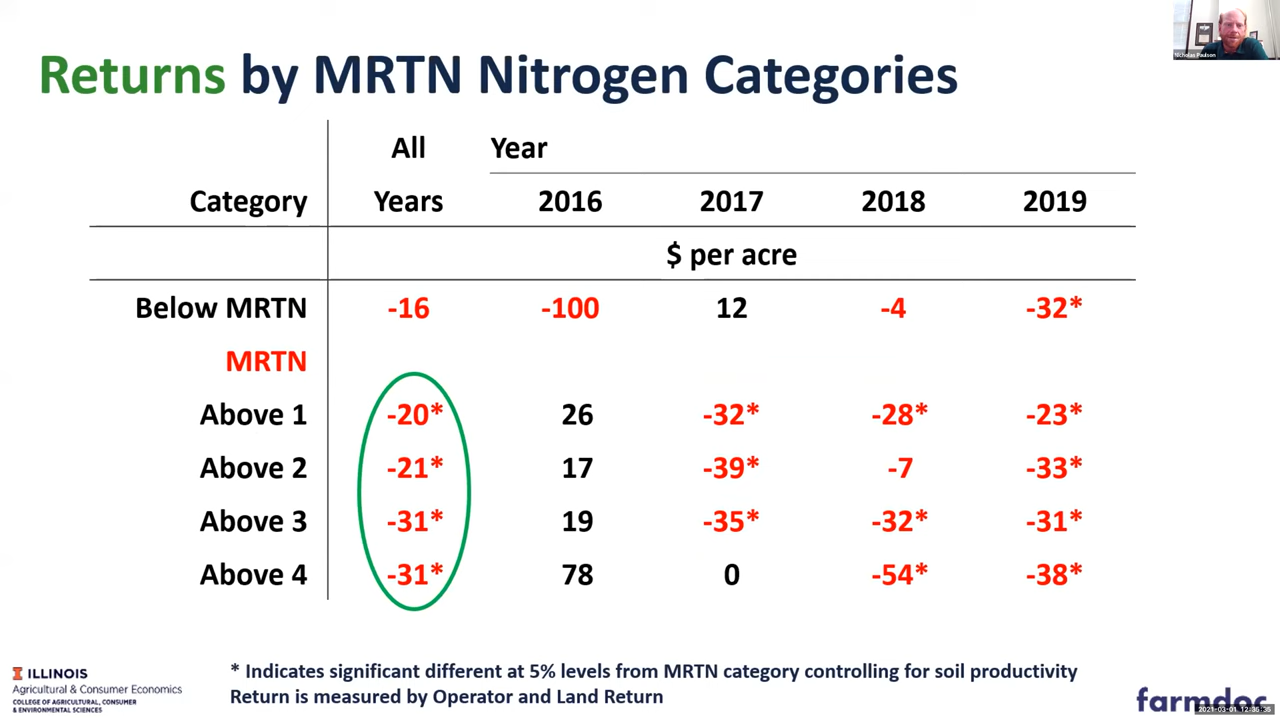 Returns by MRTN Nitrogen Categories
Nicholas Paulson
All Year
Category Years 2016 2017 2018 2019
$ per acre
Below MRTN -16 -100 12 -4 -32*
MRTN
Above 1 -20* 26 -32* -28* -23*
Above 2 -21* 17 -39* -7 -33*
Above 3 -31* 19 -35* -32* -31*
Above 4 -31* 78 0 -54* -38*
* Indicates significant different at 5% levels from MRTN category controlling for soil productivity
Return is measured by Operator and Land Return
I ILLINOIS
Agricultural & Consumer Economics
COLLEGE OF AGRICULTURAL, CONSUMER
& ENVIRONMENTAL SCIENCES
farmdoc